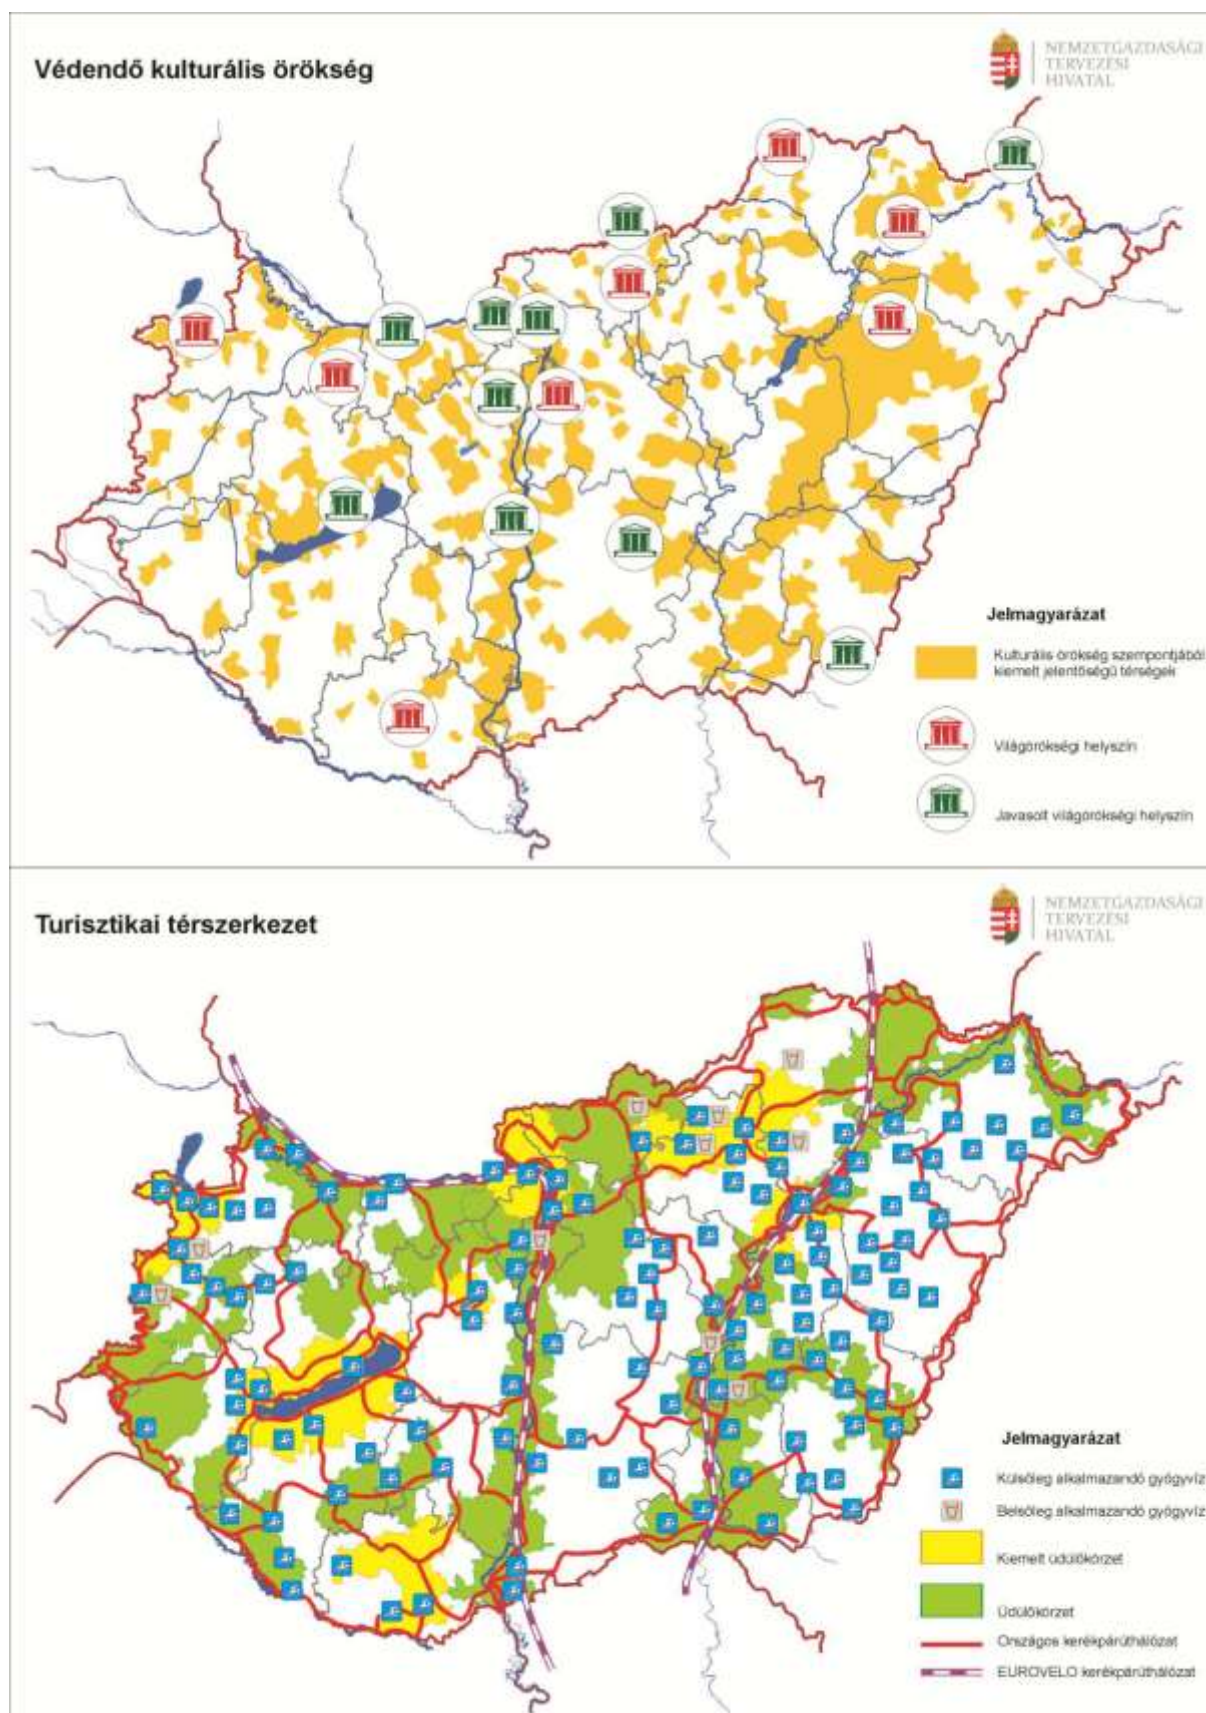 Védendő kulturális örökség
NEMZETGAZDASÁGI
TERVEZÉSI
HIVATAL
Jelmagyarázat
Kulturális örökség szempontjából
kiemelt jelentőségű térségek
Világörökségi helyszín
Javasolt világörökségi helyszín
Turisztikai térszerkezet
NEMZETGAZDASÁGI
TERVEZÉSI
HIVATAL
Jelmagyarázat
Külsőleg alkalmazandó gyógyvíz
Belsőleg alkalmazandó gyógyvíz
Kiemelt üdülőkörzet
Üdülőkörzet
Országos kerékpárúthálózat
EUROVELO kerékpárúthálózat